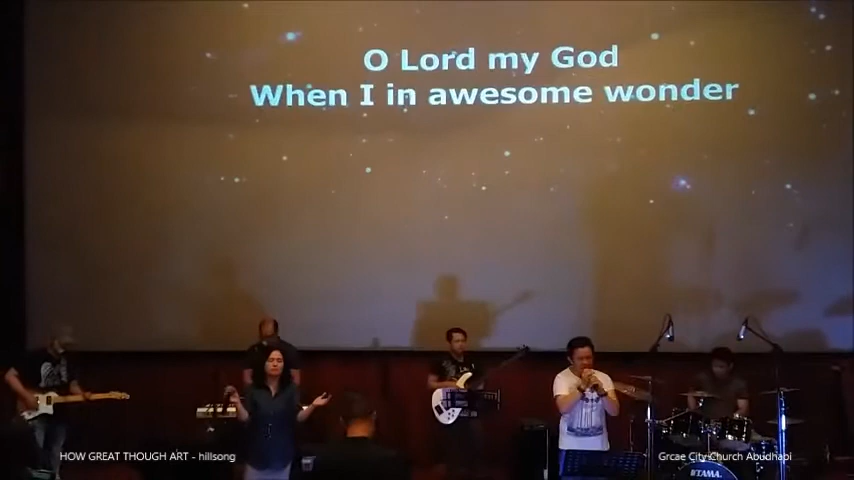 O Lord my God
When I in awesome wonder
HOW GREAT THOUGH ART - hillsong
Grcae City Church Abudhabi
TAMA